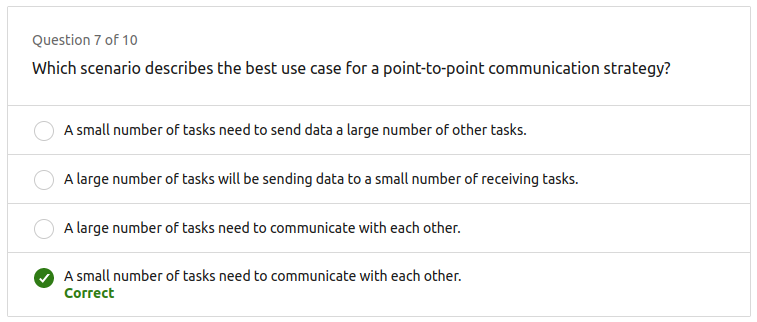 Question 7 of 10
Which scenario describes the best use case for a point-to-point communication strategy?
A small number of tasks need to send data a large number of other tasks.
A large number of tasks will be sending data to a small number of receiving tasks.
A large number of tasks need to communicate with each other.
A small number of tasks need to communicate with each other.
Correct